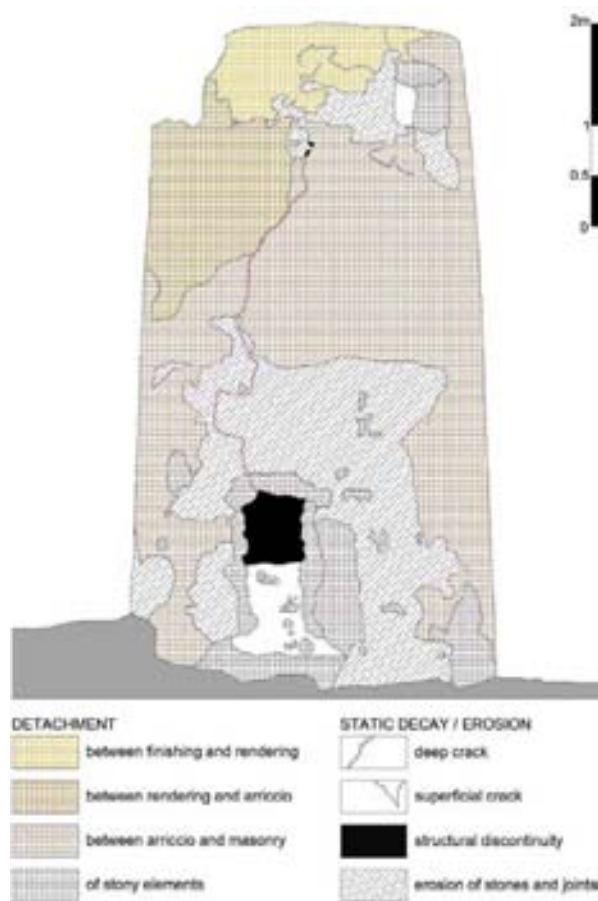 2m
1
0.5
0
DETACHMENT
between finishing and rendering
between rendering and arriccio
between arriccio and masonry
of stony elements
STATIC DECAY / EROSION
deep crack
superficial crack
structural discontinuity
erosion of stones and joints